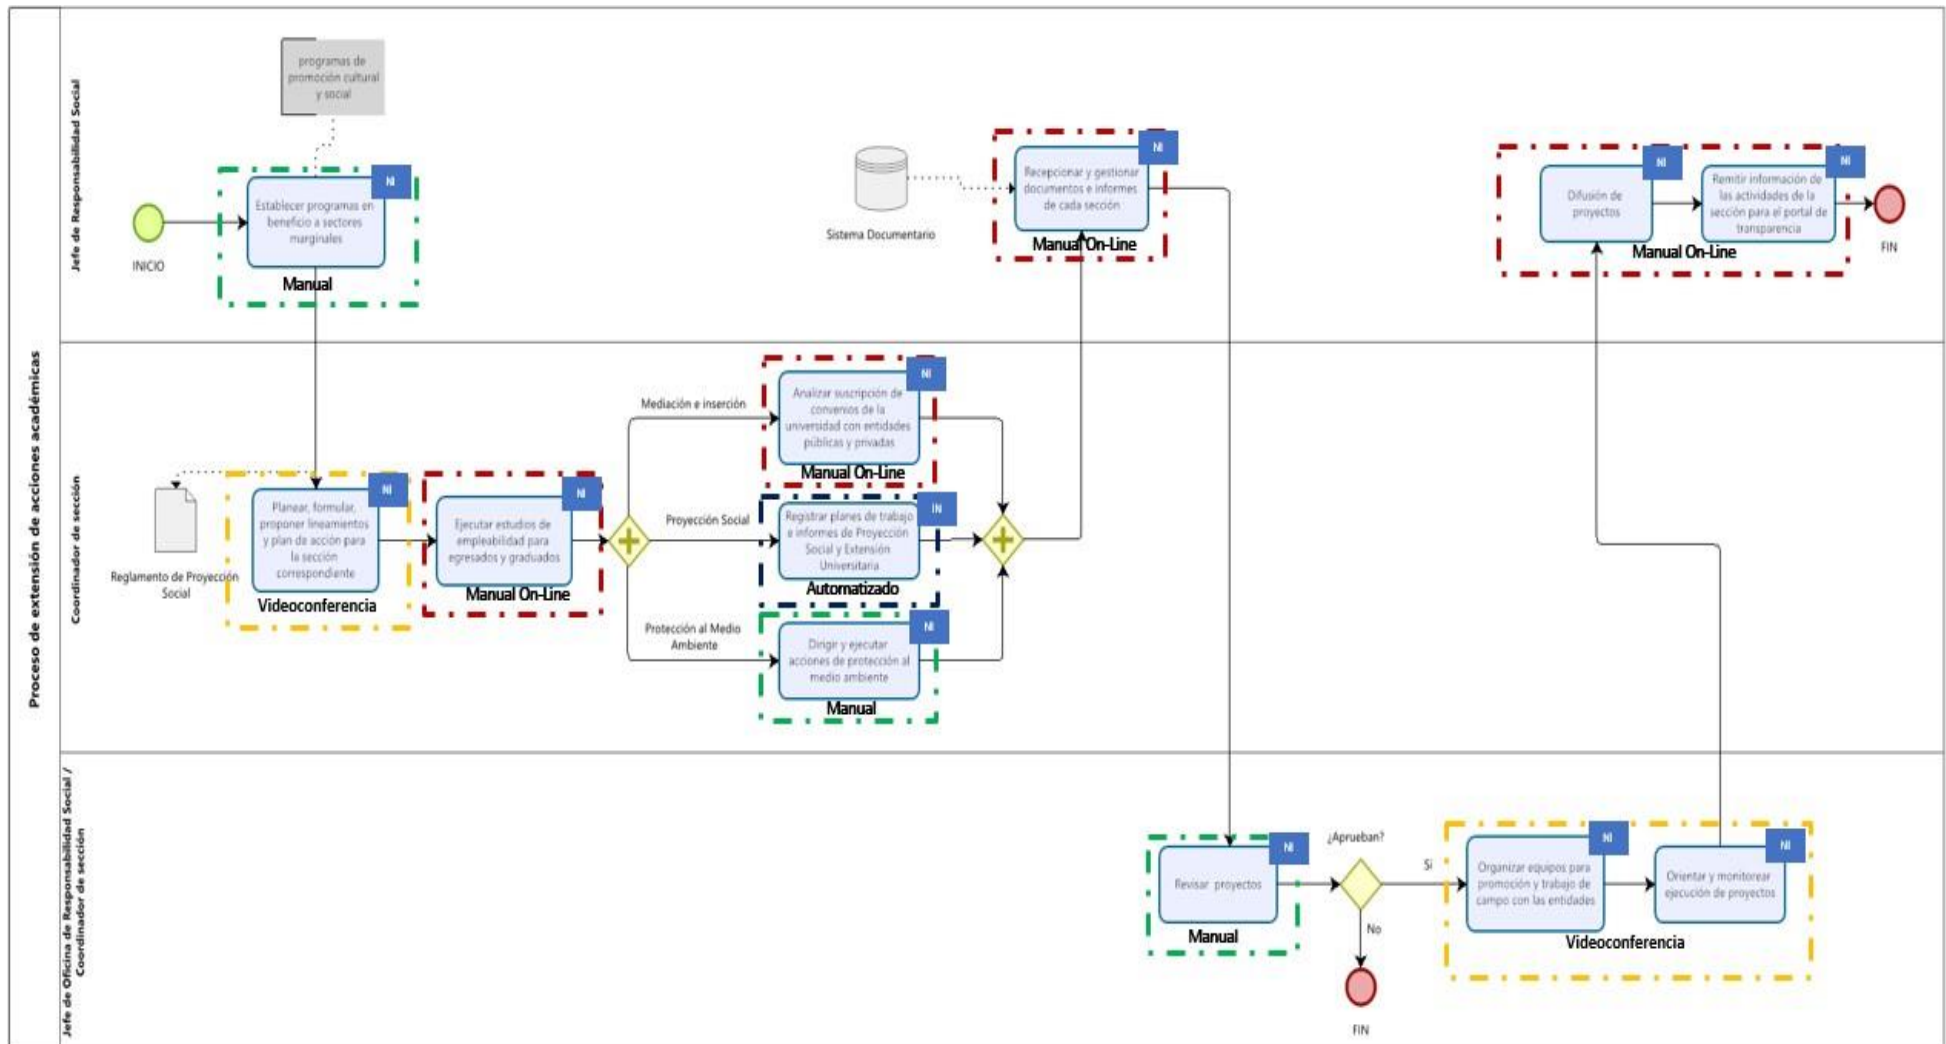 Proceso de extensión de acciones académicas
Jefe de Responsabilidad Social
programas de
promoción cultural
y social
INICIO
NI
Establecer programas en
beneficio a sectores
marginales
Manual
Sistema Documentario
NI
Recepcionar y gestionar
documentos e informes
de cada sección
Manual On-Line
NI
Difusión de
proyectos
NI
Remitir información de
las actividades de la
sección para el portal de
transparencia
Manual On-Line
FIN
Coordinador de sección
Reglamento de Proyección
Social
NI
Planear, formular,
proponer lineamientos
y plan de acción para
la sección
correspondiente
Videoconferencia
NI
Ejecutar estudios de
empleabilidad para
egresados y graduados
Manual On-Line
Mediación e inserción
NI
Analizar suscripción de
convenios de la
universidad con entidades
públicas y privadas
Manual On-Line
Proyección Social
IN
Registrar planes de trabajo
e informes de Proyección
Social y Extensión
Universitaria
Automatizado
Protección al Medio
Ambiente
NI
Dirigir y ejecutar
acciones de protección al
medio ambiente
Manual
Jefe de Oficina de Responsabilidad Social /
Coordinador de sección
NI
Revisar proyectos
Manual
¿Aprueban?
Si
No
FIN
NI
Organizar equipos para
promoción y trabajo de
campo con las entidades
NI
Orientar y monitorear
ejecución de proyectos
Videoconferencia